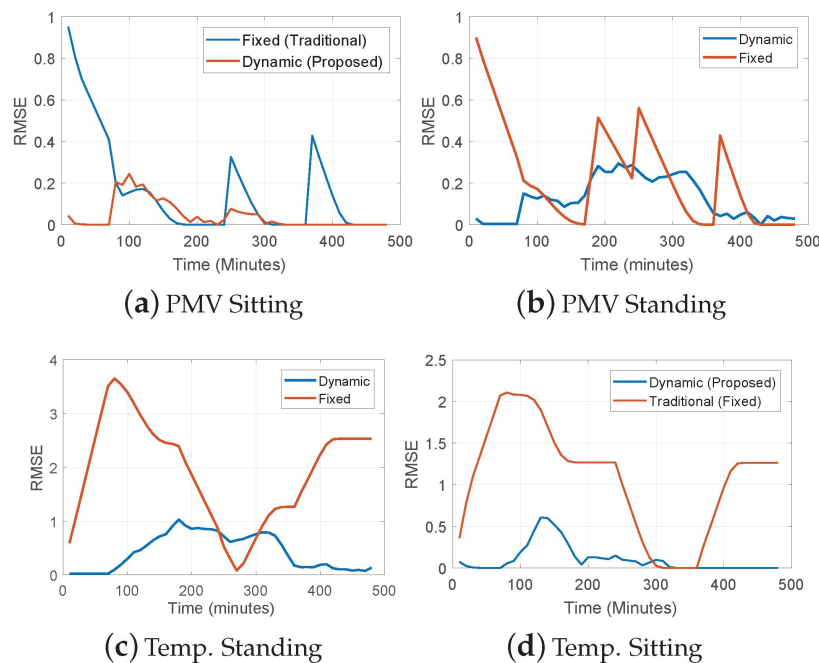 1
0.8
0.6
0.4
0.2
0
RMSE
Fixed (Traditional)
Dynamic (Proposed)
0 100 200 300 400 500
Time (Minutes)
(a) PMV Sitting
1
0.8
0.6
0.4
0.2
0
RMSE
Dynamic
Fixed
0 100 200 300 400 500
Time (minutes)
(b) PMV Standing
4
3
2
1
0
RMSE
Dynamic
Fixed
0 100 200 300 400 500
Time (minutes)
(c) Temp. Standing
2.5
2
1.5
1
0.5
0
RMSE
Dynamic (Proposed)
Traditional (Fixed)
0 100 200 300 400 500
Time (Minutes)
(d) Temp. Sitting